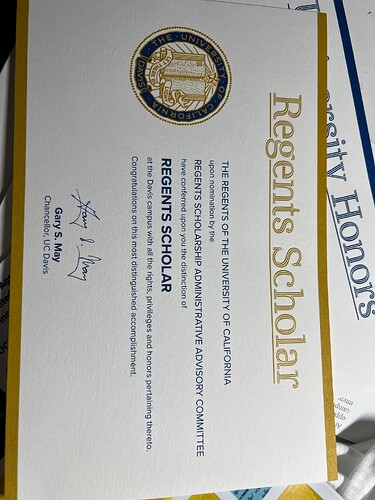 Regents Scholar
THE REGENTS OF THE UNIVERSITY OF CALIFORNIA
upon nomination by the
REGENTS SCHOLARSHIP ADMINISTRATIVE ADVISORY COMMITTEE
have conferred upon you the distinction of
REGENTS SCHOLAR
at the Davis campus with all the rights, privileges and honors pertaining thereto.
Congratulations on this most distinguished accomplishment.
Gary S. May
Gary S. May
Chancellor, UC Davis
THE UNIVERSITY OF CALIFORNIA
DAVIS
Honors